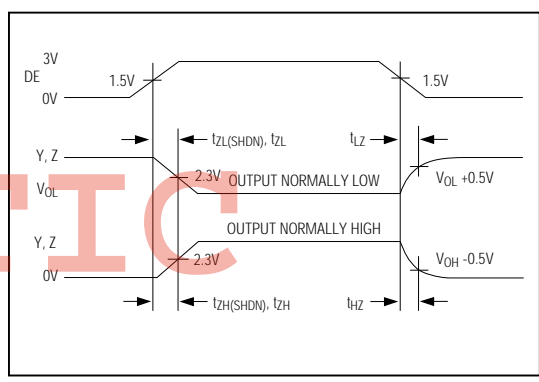 3V
DE
1.5V
1.5V
0V
tZL(SHDN), tZL
tLZ
Y, Z
2.3V
OUTPUT NORMALLY LOW
VOL +0.5V
VOL
OUTPUT NORMALLY HIGH
Y, Z
2.3V
VOH -0.5V
0V
tZH(SHDN), tZH
tHZ
TIC